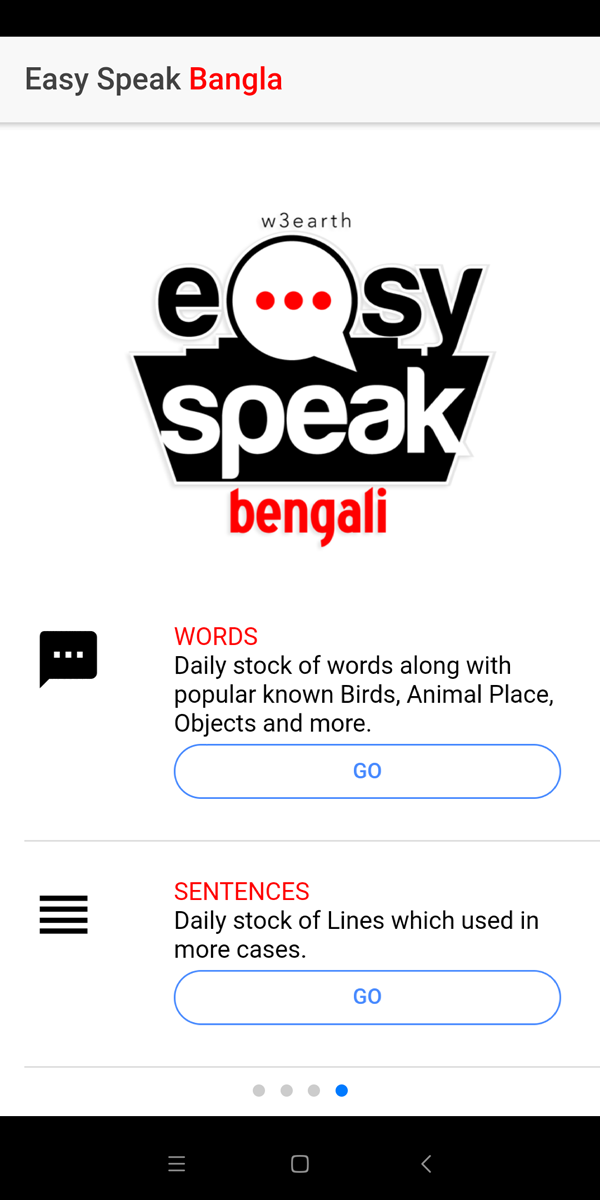 Easy Speak Bangla
w3earth
easy
speak
bengali
WORDS
Daily stock of words along with
popular known Birds, Animal Place,
Objects and more.
GO
SENTENCES
Daily stock of Lines which used in
more cases.
GO